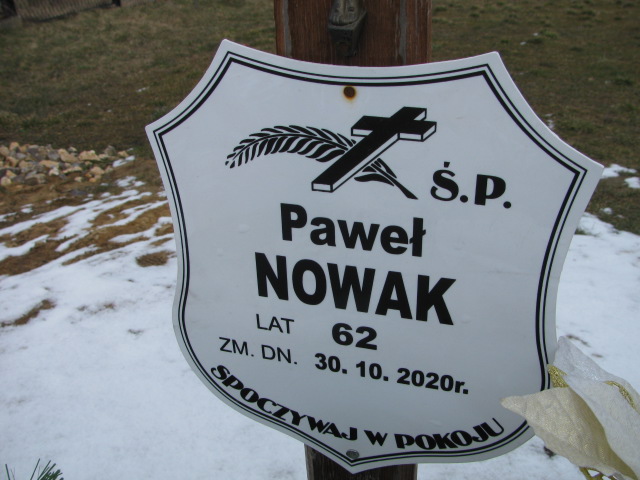 Ś.P.
Paweł
NOWAK
LAT 62
ZM. DN. 30. 10. 2020r.
SPOCZYWAJ W POKOJU